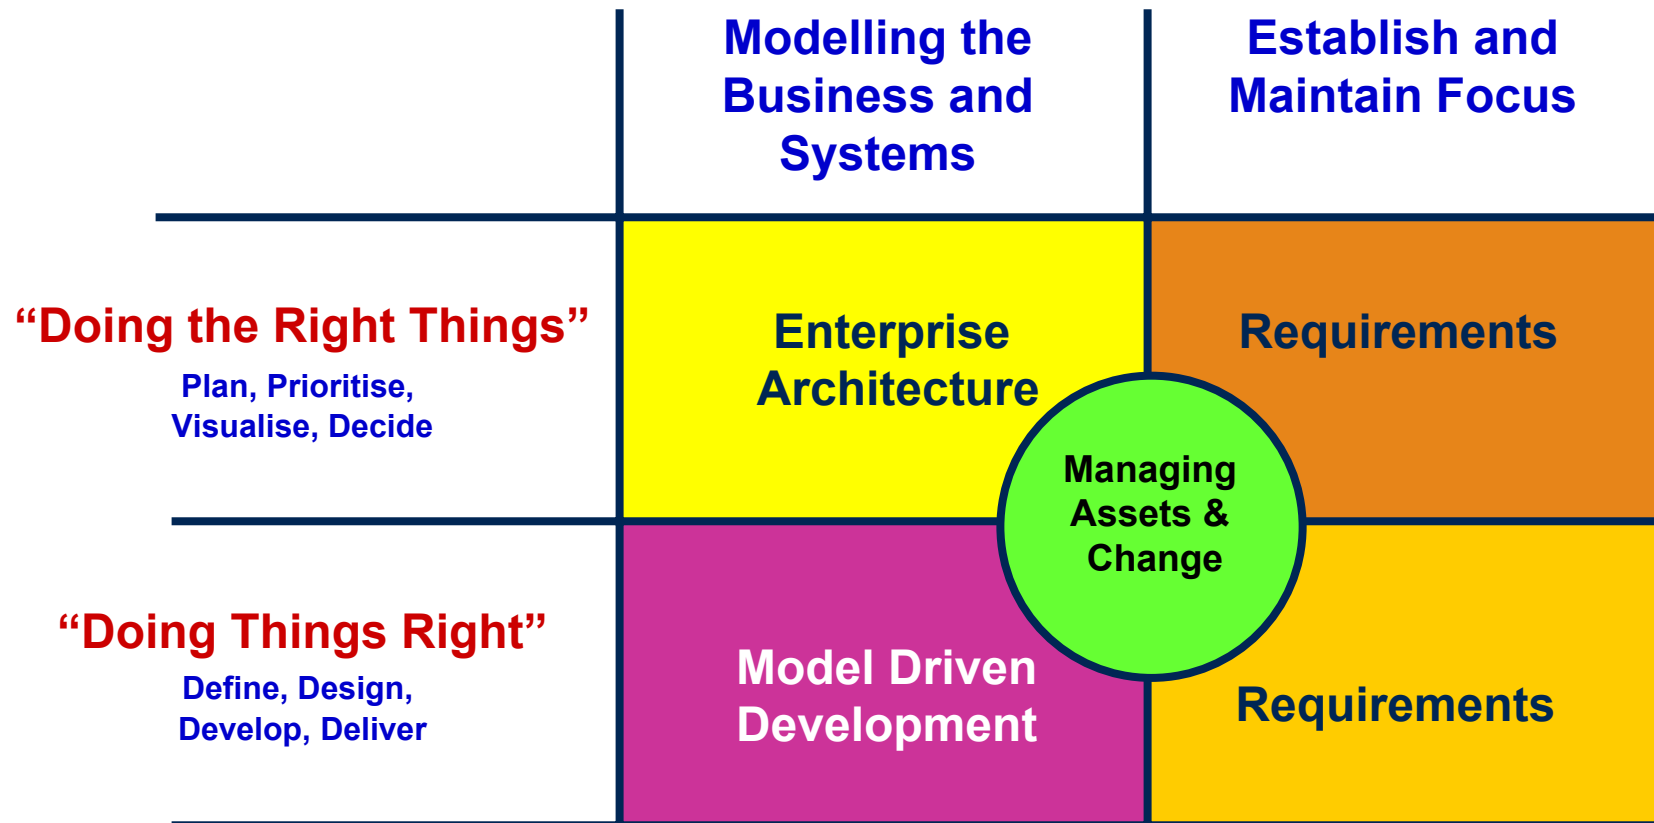 Modelling the
Business and
Systems
Establish and
Maintain Focus
“Doing the Right Things”
Plan, Prioritise,
Visualise, Decide
Enterprise
Architecture
Requirements
Managing
Assets &
Change
“Doing Things Right”
Define, Design,
Develop, Deliver
Model Driven
Development
Requirements